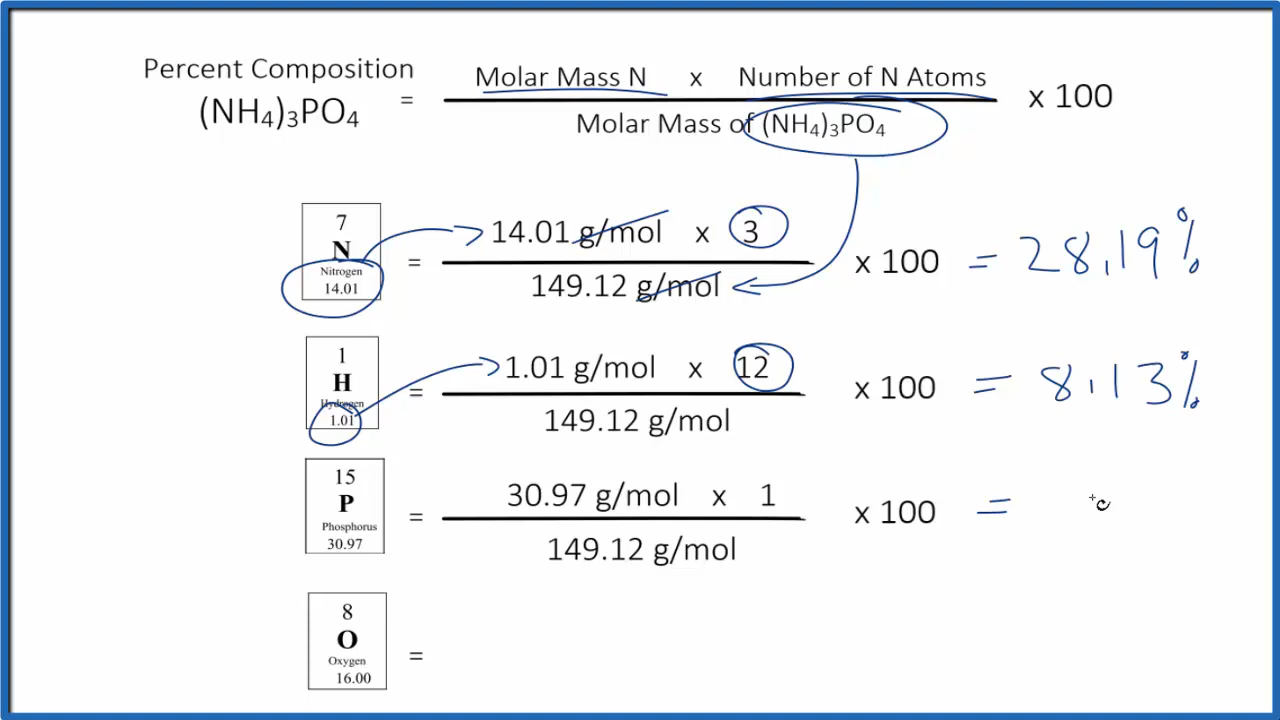 Percent Composition
(NH₄)₃PO₄ = Molar Mass N x Number of N Atoms x 100
Molar Mass of (NH₄)₃PO₄
7
N
Nitrogen
14.01
= 14.01 g/mol x 3 x 100 = 28.19%
149.12 g/mol
1
H
Hydrogen
1.01
= 1.01 g/mol x 12 x 100 = 8.13%
149.12 g/mol
15
P
Phosphorus
30.97
= 30.97 g/mol x 1 x 100 =
149.12 g/mol
8
O
Oxygen
16.00
=